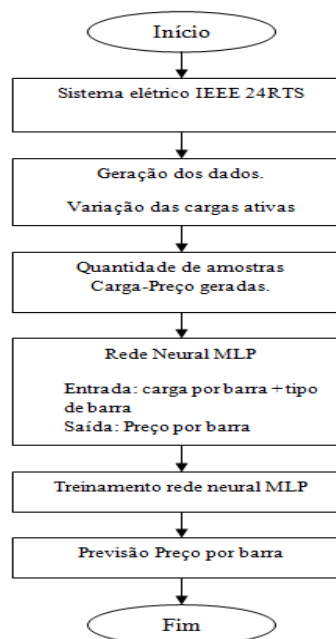 Início
Sistema elétrico IEEE 24RTS
Geração dos dados.
Variação das cargas ativas
Quantidade de amostras
Carga-Preço geradas.
Rede Neural MLP
Entrada: carga por barra + tipo
de barra
Saída: Preço por barra
Treinamento rede neural MLP
Previsão Preço por barra
Fim